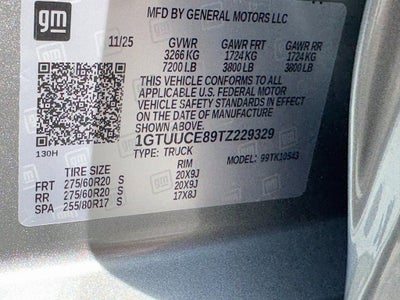 gm
MFD BY GENERAL MOTORS LLC
11/25 GVWR GAWR FRT GAWR RR
3266 KG 1724 KG 1724 KG
7200 LB 3800 LB 3800 LB
THIS VEHICLE CONFORMS TO ALL
APPLICABLE U.S. FEDERAL MOTOR
VEHICLE SAFETY STANDARDS IN EFFECT
ON THE DATE OF MANUFACTURE
SHOWN ABOVE.
1GTUUCE89TZ229329
130H TYPE: TRUCK MODEL: 99TK10543
TIRE SIZE RIM
FRT 275/60R20 S 20X9J
RR 275/60R20 S 20X9J
SPA 255/80R17 S 17X8J